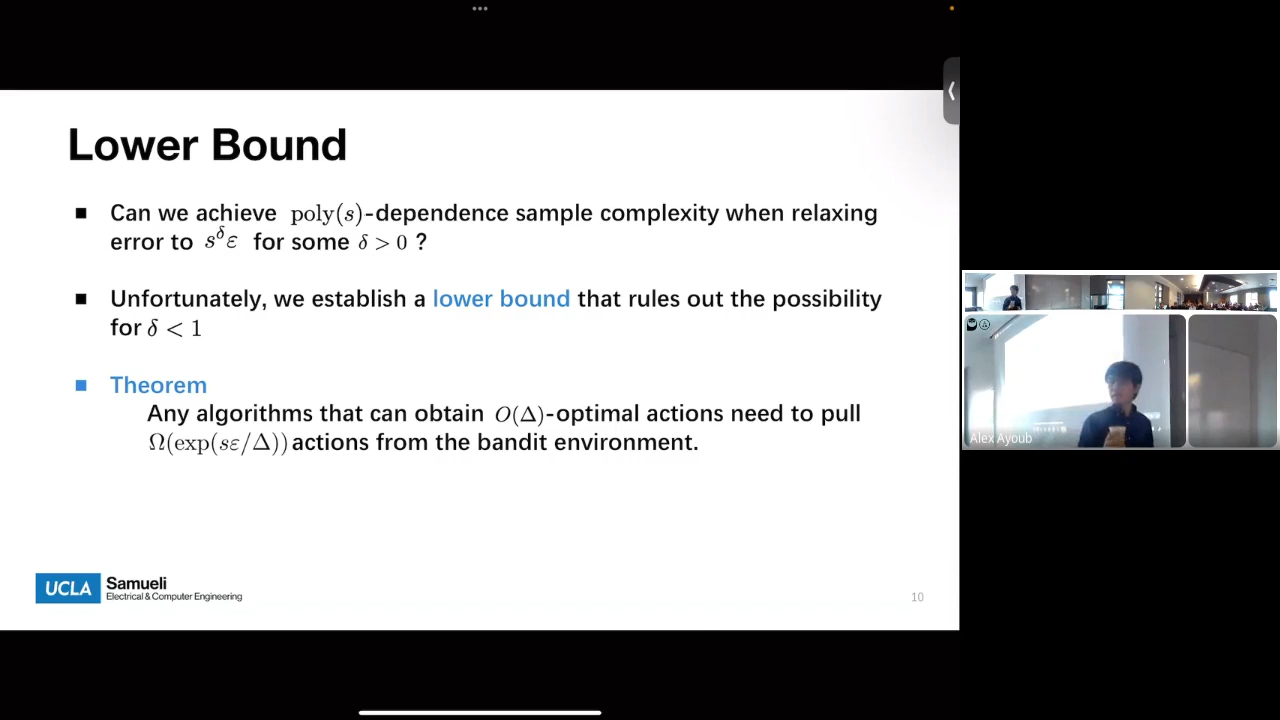 Lower Bound
■ Can we achieve poly(s)-dependence sample complexity when relaxing
error to s^δ ε for some δ > 0 ?
■ Unfortunately, we establish a lower bound that rules out the possibility
for δ < 1
■ Theorem
Any algorithms that can obtain O(Δ)-optimal actions need to pull
Ω(exp(sε/Δ)) actions from the bandit environment.
UCLA Samueli
Electrical & Computer Engineering
10
Alex Ayoub